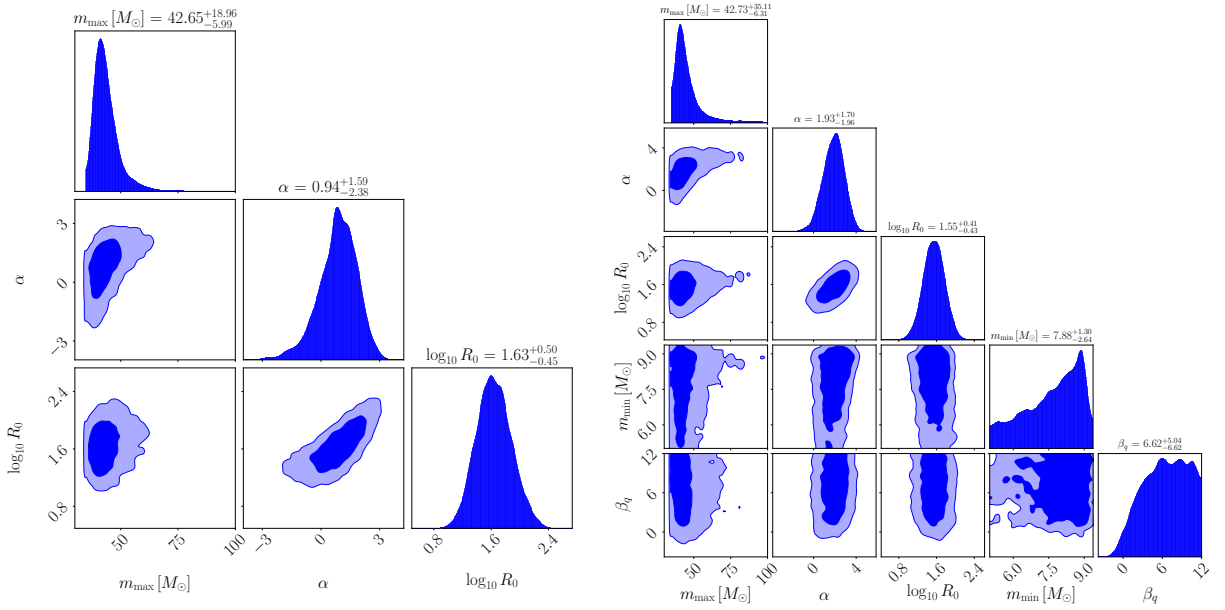 m_max [M_⊙] = 42.65^{+18.96}_{-5.99}
α = 0.94^{+1.59}_{-2.38}
log_10 R_0 = 1.63^{+0.50}_{-0.45}
α
3
0
−3
log_10 R_0
2.4
1.6
0.8
50
75
100
−3
0
3
0.8
1.6
2.4
m_max [M_⊙]
α
log_10 R_0
m_max [M_⊙] = 42.73^{+35.11}_{-6.31}
α = 1.93^{+1.70}_{-1.96}
log_10 R_0 = 1.55^{+0.41}_{-0.43}
m_min [M_⊙] = 7.88^{+1.30}_{-2.64}
β_q = 6.62^{+5.04}_{-6.62}
α
4
0
log_10 R_0
2.4
1.6
0.8
m_min [M_⊙]
9.0
7.5
6.0
β_q
12
6
0
50
75
100
0
4
0.8
1.6
2.4
6.0
7.5
9.0
0
6
12
m_max [M_⊙]
α
log_10 R_0
m_min [M_⊙]
β_q